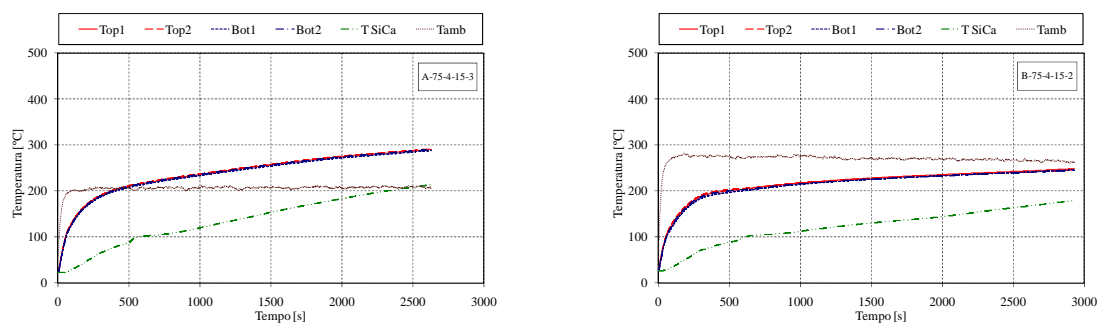 Top1 Top2 Bot1 Bot2 T SiCa Tamb
500
400
300
200
100
0
Temperatura [ºC]
A-75-4-15-3
0 500 1000 1500 2000 2500 3000
Tempo [s]
Top1 Top2 Bot1 Bot2 T SiCa Tamb
500
400
300
200
100
0
Temperatura [ºC]
B-75-4-15-2
0 500 1000 1500 2000 2500 3000
Tempo [s]